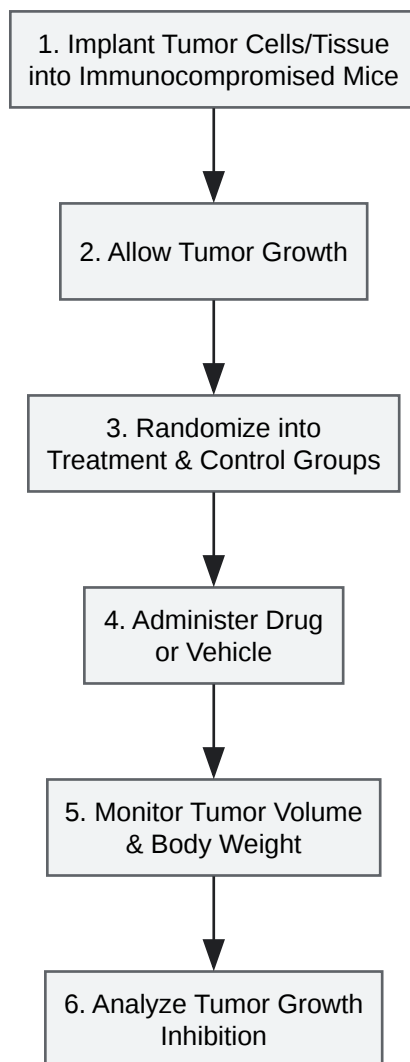 1. Implant Tumor Cells/Tissue
into Immunocompromised Mice
2. Allow Tumor Growth
3. Randomize into
Treatment & Control Groups
4. Administer Drug
or Vehicle
5. Monitor Tumor Volume
& Body Weight
6. Analyze Tumor Growth
Inhibition